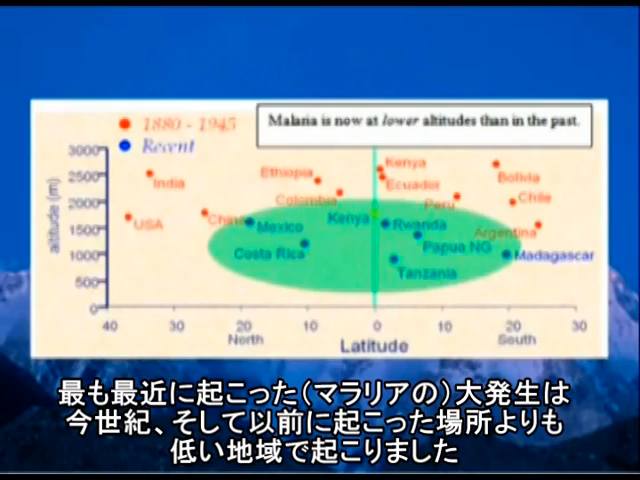 1880 - 1945
Recent
Malaria is now at lower altitudes than in the past.
altitude (m)
3000
2500
2000
1500
1000
500
0
India
USA
China
Ethiopia
Colombia
Kenya
Ecuador
Peru
Bolivia
Chile
Argentina
Mexico
Costa Rica
Kenya
Rwanda
Papua NG
Tanzania
Madagascar
40 30 20 10 0 10 20 30
North South
Latitude
最も最近に起こった(マラリアの)大発生は
今世紀、そして以前に起こった場所よりも
低い地域で起こりました